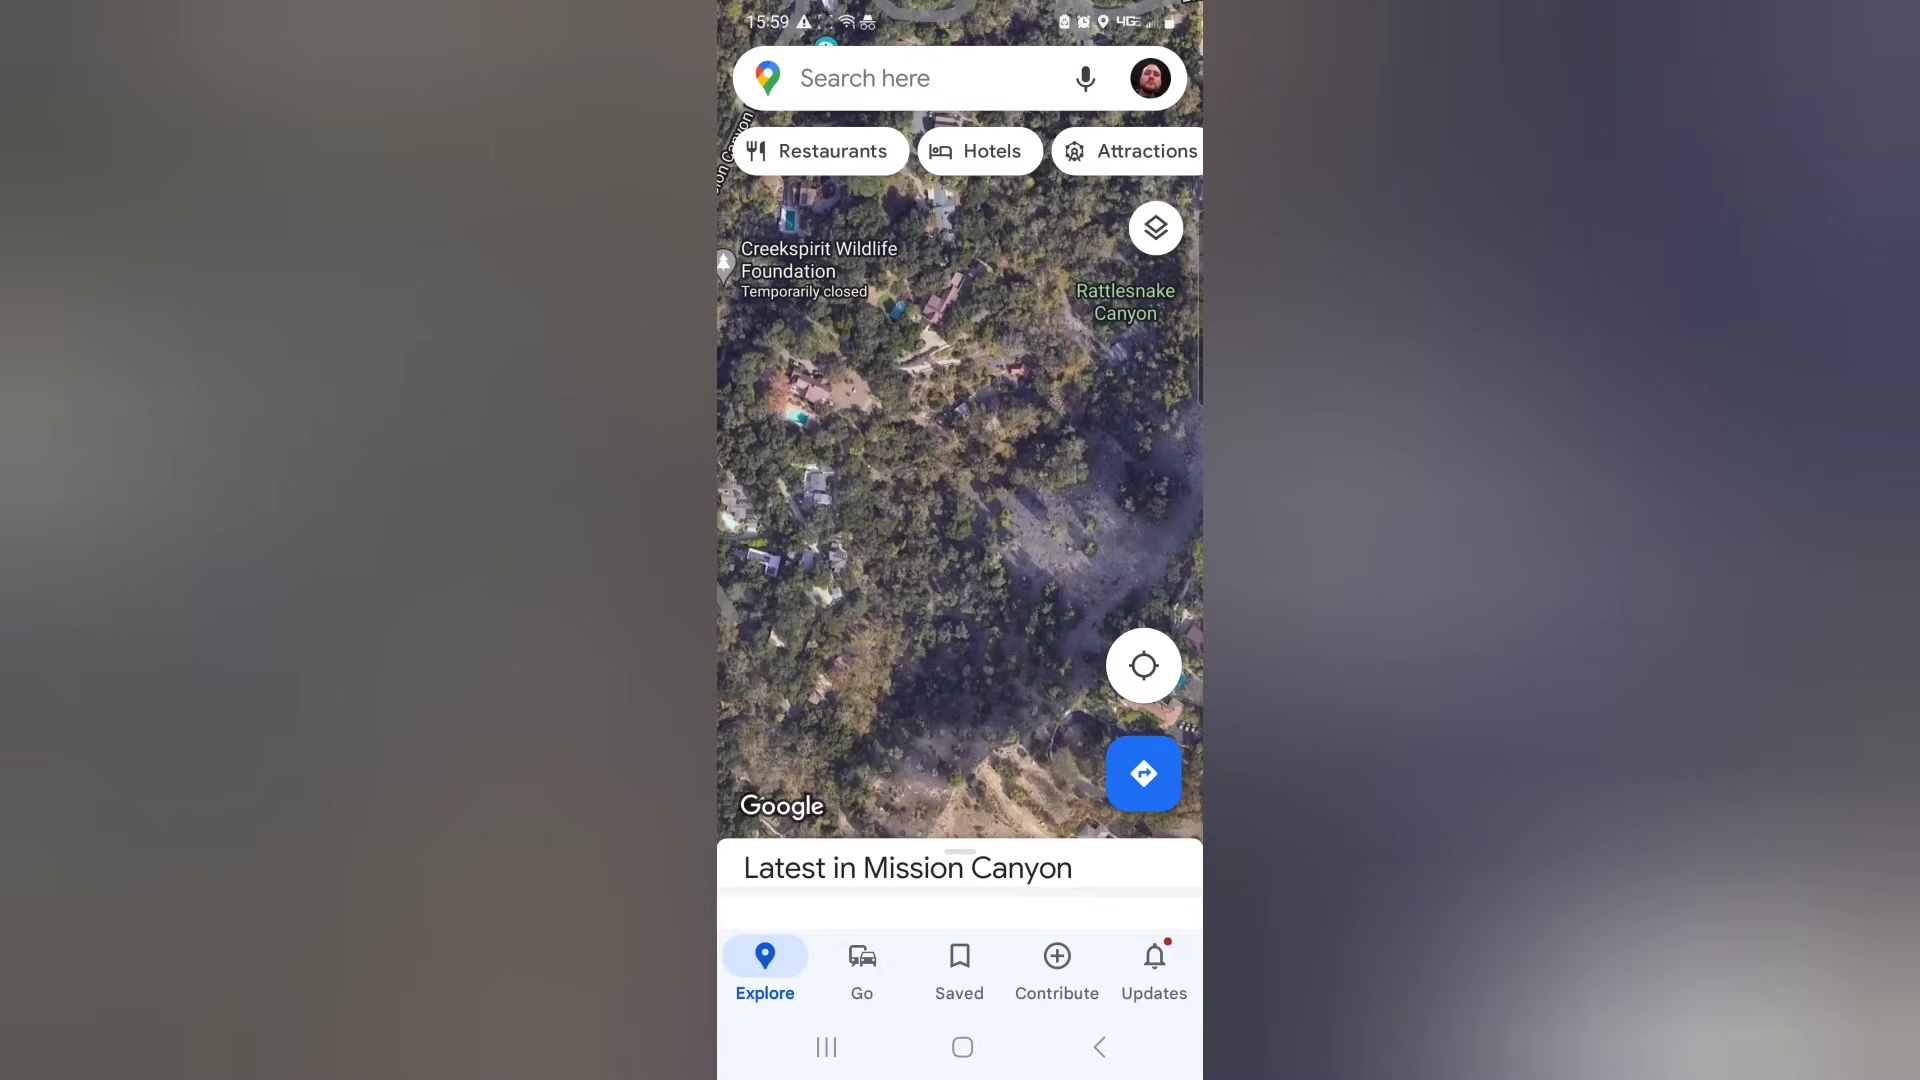 15:59
4G
Search here
Restaurants
Hotels
Attractions
Creekspirit Wildlife
Foundation
Temporarily closed
Rattlesnake
Canyon
Google
Latest in Mission Canyon
Explore
Go
Saved
Contribute
Updates